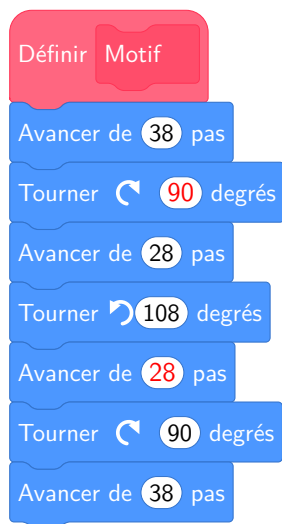 Définir Motif
Avancer de 38 pas
Tourner 90 degrés
Avancer de 28 pas
Tourner 108 degrés
Avancer de 28 pas
Tourner 90 degrés
Avancer de 38 pas